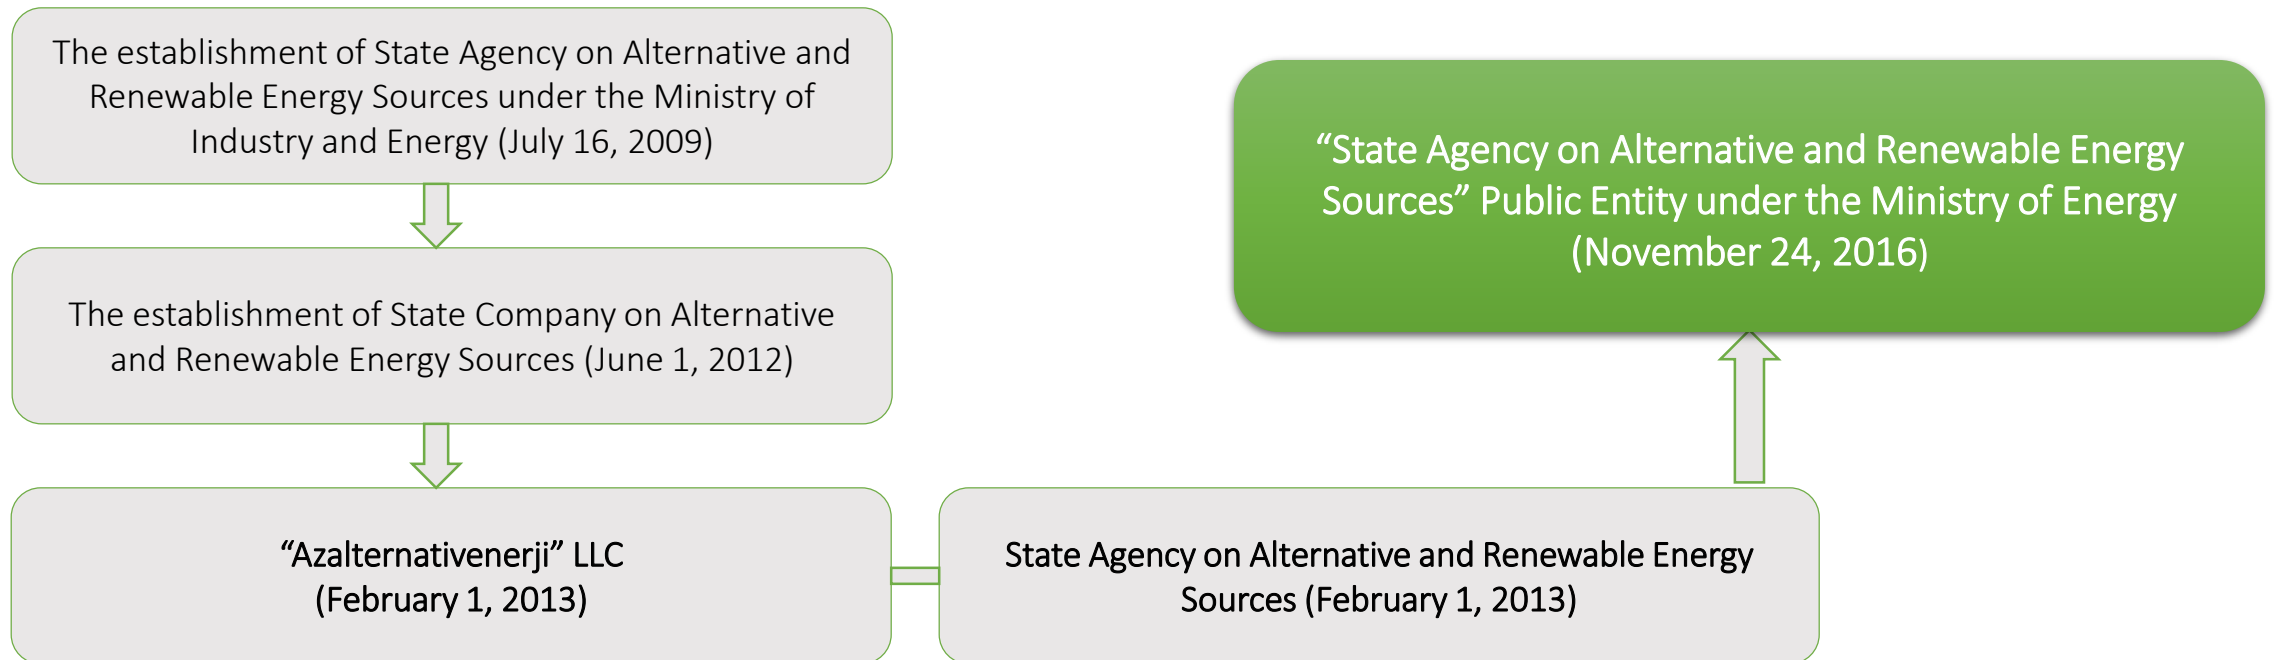 The establishment of State Agency on Alternative and
Renewable Energy Sources under the Ministry of
Industry and Energy (July 16, 2009)
The establishment of State Company on Alternative
and Renewable Energy Sources (June 1, 2012)
“Azalternativenerji” LLC
(February 1, 2013)
State Agency on Alternative and Renewable Energy
Sources (February 1, 2013)
“State Agency on Alternative and Renewable Energy
Sources” Public Entity under the Ministry of Energy
(November 24, 2016)